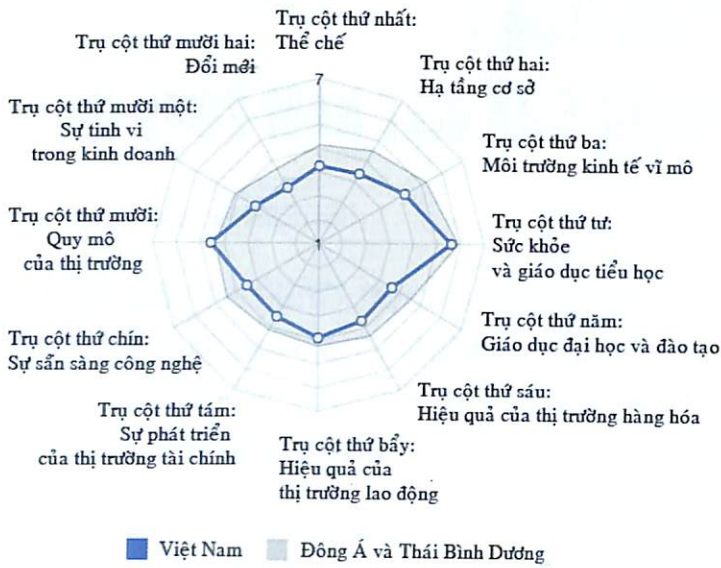 Trụ cột thứ nhất:
Thể chế
Trụ cột thứ hai:
Hạ tầng cơ sở
Trụ cột thứ ba:
Môi trường kinh tế vĩ mô
Trụ cột thứ tư:
Sức khỏe
và giáo dục tiểu học
Trụ cột thứ năm:
Giáo dục đại học và đào tạo
Trụ cột thứ sáu:
Hiệu quả của thị trường hàng hóa
Trụ cột thứ bẩy:
Hiệu quả của
thị trường lao động
Trụ cột thứ tám:
Sự phát triển
của thị trường tài chính
Trụ cột thứ chín:
Sự sẵn sàng công nghệ
Trụ cột thứ mười:
Quy mô
của thị trường
Trụ cột thứ mười một:
Sự tinh vi
trong kinh doanh
Trụ cột thứ mười hai:
Đổi mới
7
1
Việt Nam
Đông Á và Thái Bình Dương